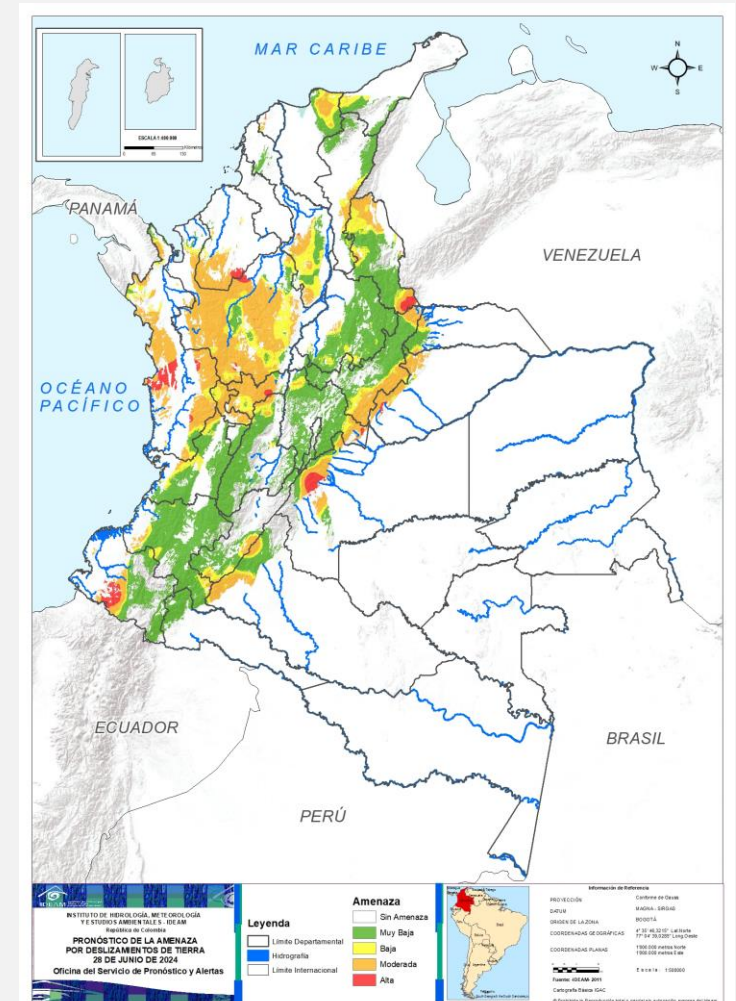 MAR CARIBE
N
W
E
S
ESCALA 1:400.000
PANAMÁ
VENEZUELA
OCÉANO
PACÍFICO
ECUADOR
BRASIL
PERÚ
IDEAM
INSTITUTO DE HIDROLOGÍA, METEOROLOGÍA
Y ESTUDIOS AMBIENTALES - IDEAM
República de Colombia
PRONÓSTICO DE LA AMENAZA
POR DESLIZAMIENTOS DE TIERRA
28 DE JUNIO DE 2024
Oficina del Servicio de Pronóstico y Alertas
Leyenda
Límite Departamental
Hidrografía
Límite Internacional
Amenaza
Sin Amenaza
Muy Baja
Baja
Moderada
Alta
Información de Referencia
PROYECCIÓN Conforme de Gauss
DATUM MAGNA - SIRGAS
ORIGEN DE LA ZONA BOGOTÁ
COORDENADAS GEOGRÁFICAS
COORDENADAS PLANAS
Fuente: IDEAM 2011
Cartografía Básica IGAC